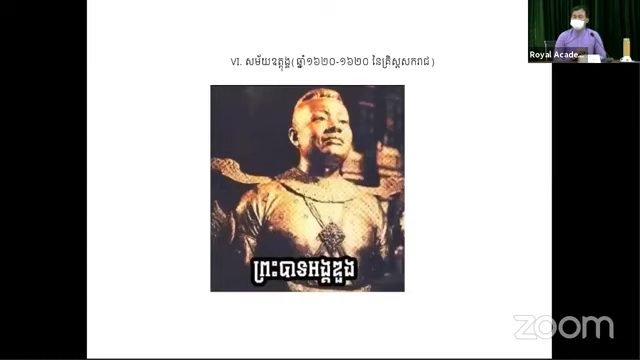 VI. សម័យឧត្តុង្គ(ឆ្នាំ១៦២០-១៦២០ នៃគ្រិស្តសករាជ)
ព្រះបាទអង្គឌួង
Royal Acade...
zoom